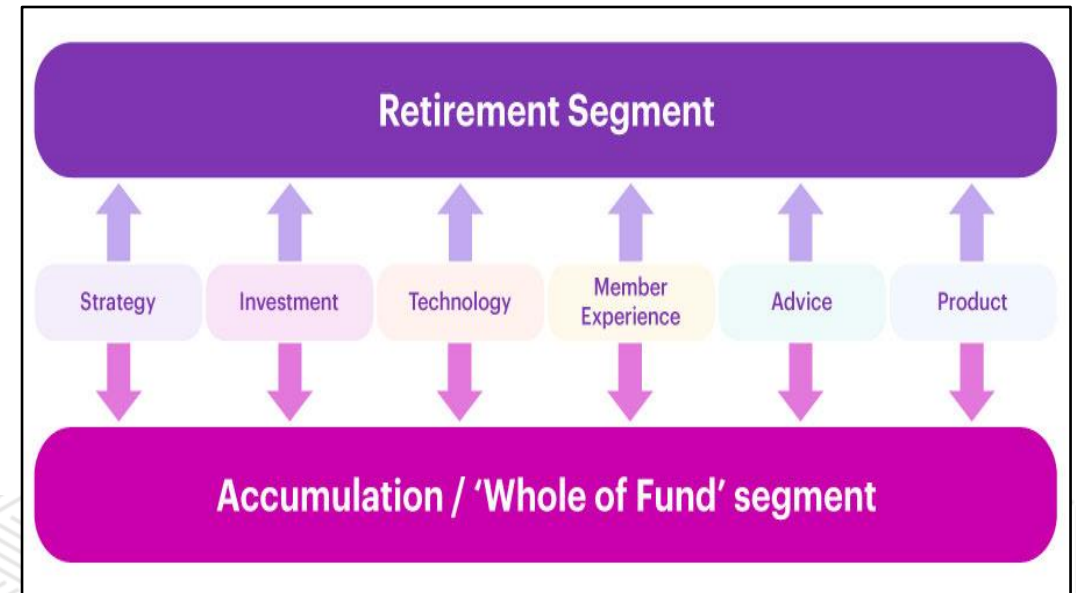 Retirement Segment
Strategy
Investment
Technology
Member
Experience
Advice
Product
Accumulation / ‘Whole of Fund’ segment